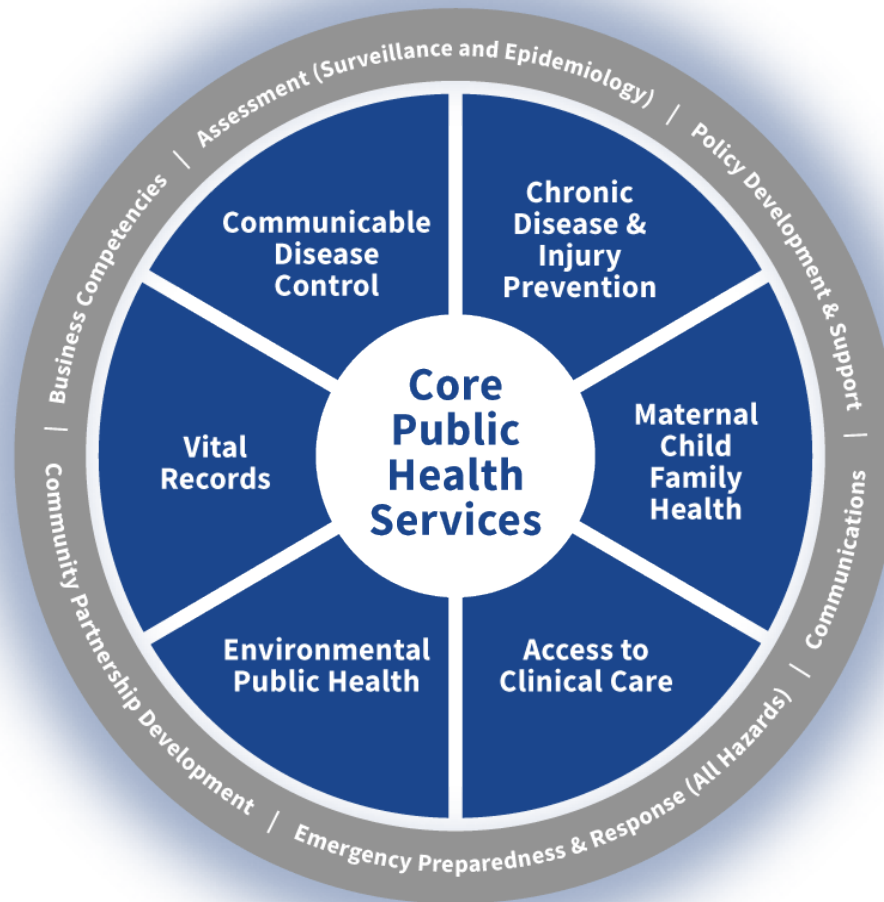 Assessment (Surveillance and Epidemiology) | Policy Development & Support | Communications | Emergency Preparedness & Response (All Hazards) | Community Partnership Development | Business Competencies |
Communicable
Disease
Control
Chronic
Disease &
Injury
Prevention
Core
Public
Health
Services
Vital
Records
Maternal
Child
Family
Health
Environmental
Public Health
Access to
Clinical Care